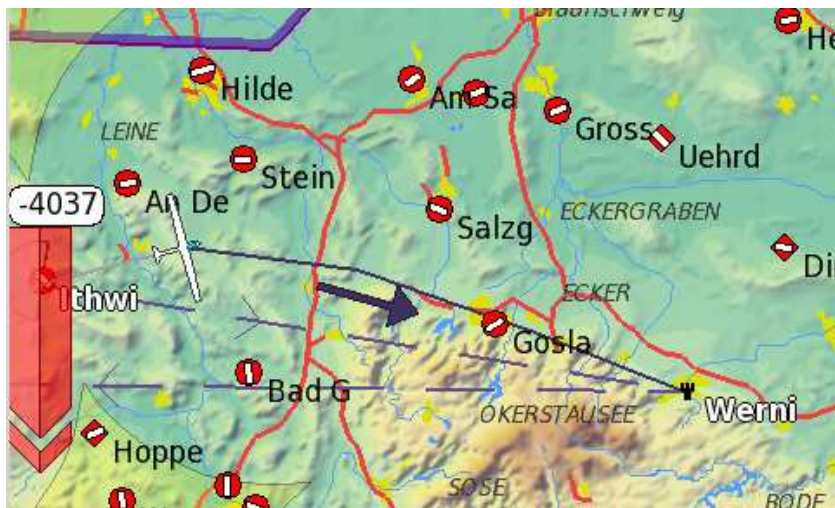 Braunschweig
He
Hilde
Am Sa
Gross
LEINE
Uehrd
Stein
An De
-4037
Salzg
ECKERGRABEN
Di
Ithwi
ECKER
Gosla
Bad G
OKERSTAUSEE
Werni
Hoppe
SOSE
BODE